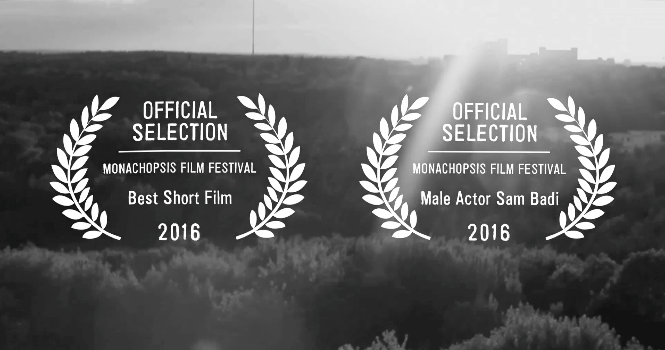 OFFICIAL
SELECTION
MONACHOPSIS FILM FESTIVAL
Best Short Film
2016
OFFICIAL
SELECTION
MONACHOPSIS FILM FESTIVAL
Male Actor Sam Badi
2016